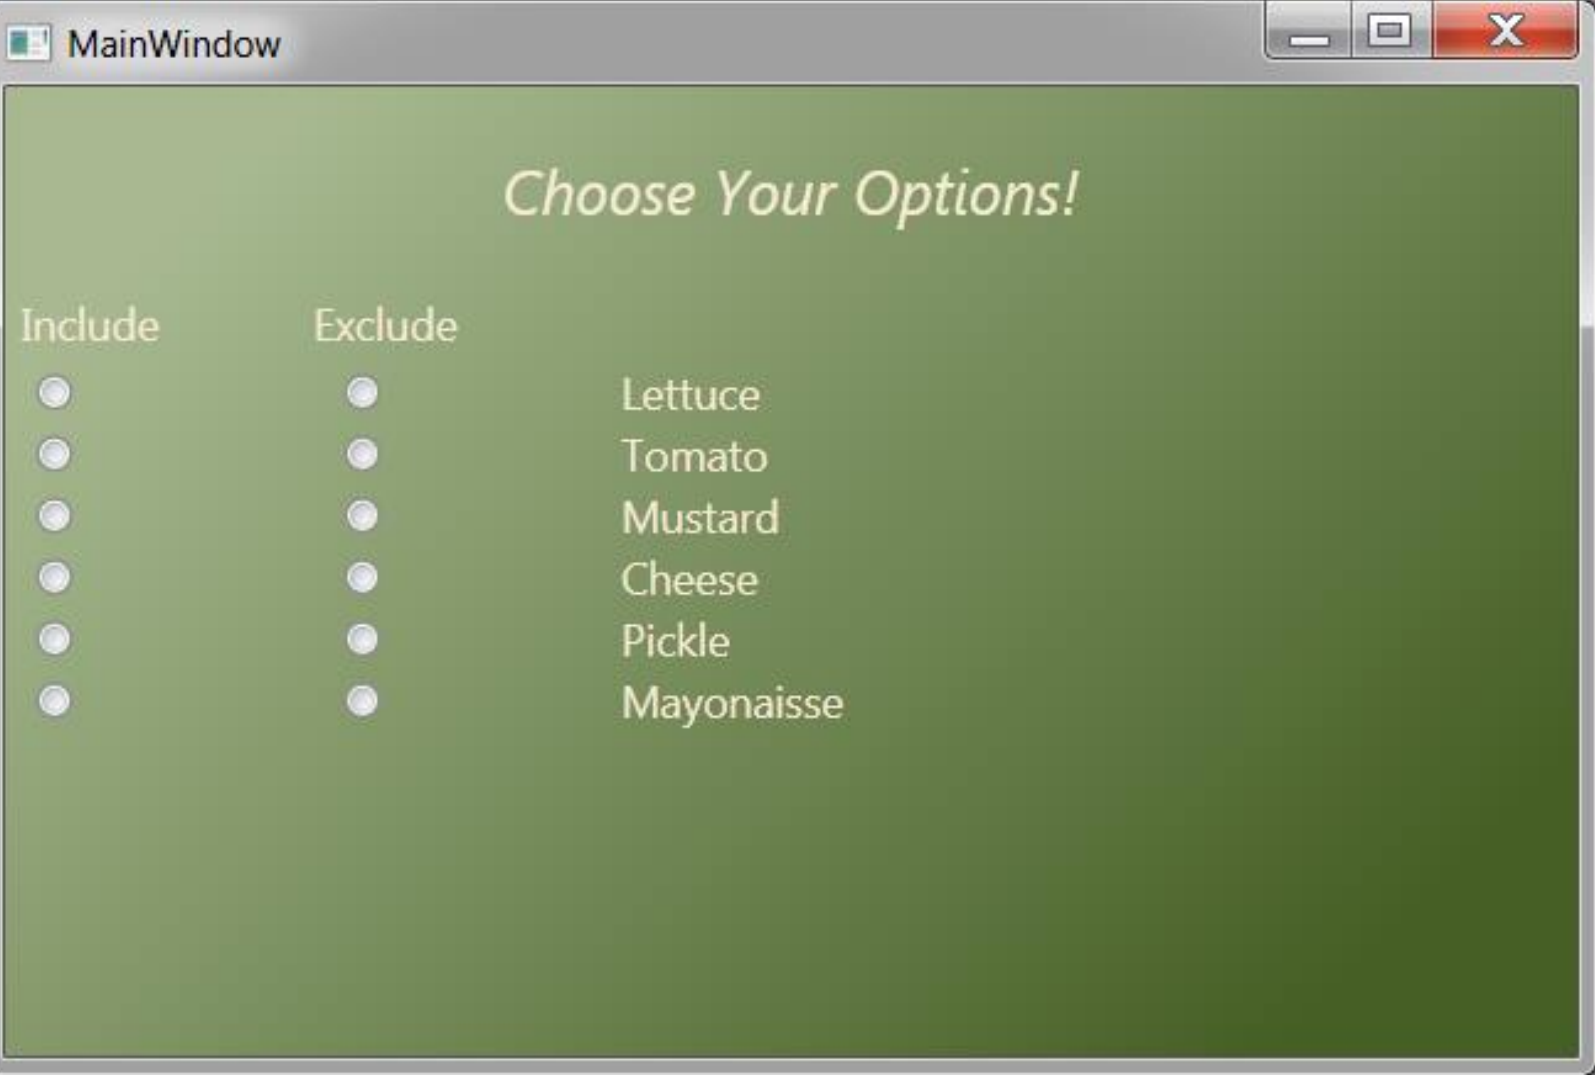 MainWindow
Choose Your Options!
Include Exclude
Lettuce
Tomato
Mustard
Cheese
Pickle
Mayonaisse